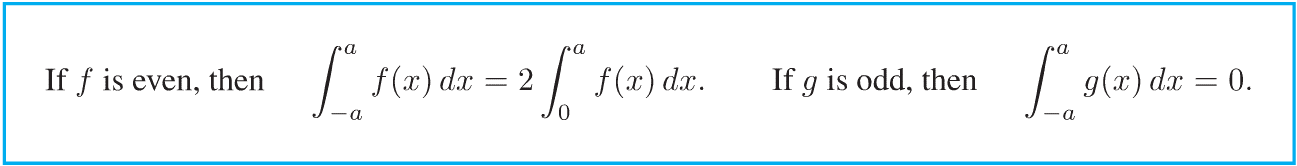 If f is even, then ∫_{-a}^{a} f(x) dx = 2 ∫_{0}^{a} f(x) dx. If g is odd, then ∫_{-a}^{a} g(x) dx = 0.